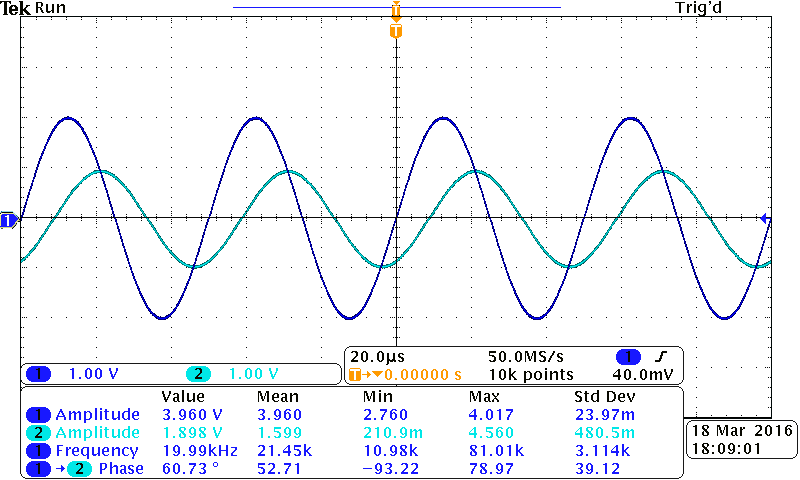 Tek Run Trig'd
T
T
1
20.0µs 50.0MS/s 1
1 1.00 V 2 1.00 V T→▼0.00000 s 10k points 40.0mV
Value Mean Min Max Std Dev
1 Amplitude 3.960 V 3.960 2.760 4.017 23.97m
2 Amplitude 1.898 V 1.599 210.9m 4.560 480.5m
1 Frequency 19.99kHz 21.45k 10.98k 81.01k 3.114k
1 → 2 Phase 60.73 ° 52.71 −93.22 78.97 39.12
18 Mar 2016
18:09:01